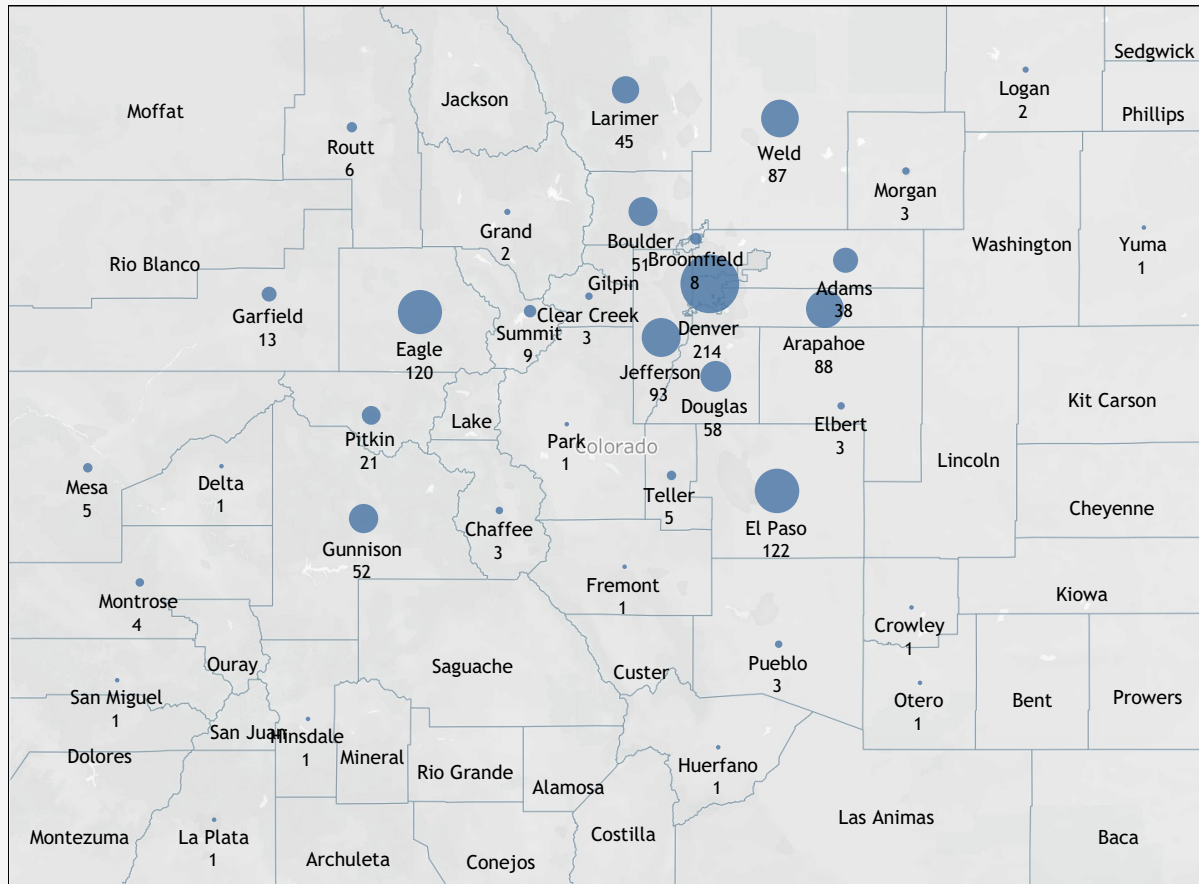 Sedgwick
Logan
2
Phillips
Moffat
Jackson
Larimer
45
Routt
6
Weld
87
Morgan
3
Grand
2
Boulder
51
Broomfield
8
Washington
Yuma
1
Rio Blanco
Gilpin
Adams
38
Garfield
13
Clear Creek
3
Summit
9
Denver
214
Arapahoe
88
Eagle
120
Jefferson
93
Douglas
58
Kit Carson
Lake
Elbert
3
Pitkin
21
Park
1
Colorado
Lincoln
Mesa
5
Delta
1
Teller
5
Cheyenne
Chaffee
3
El Paso
122
Gunnison
52
Fremont
1
Kiowa
Montrose
4
Crowley
1
Ouray
Saguache
Custer
Pueblo
3
San Miguel
1
Otero
1
Bent
Prowers
San Juan
Hinsdale
1
Dolores
Mineral
Rio Grande
Huerfano
1
Alamosa
Las Animas
Montezuma
La Plata
1
Costilla
Baca
Archuleta
Conejos